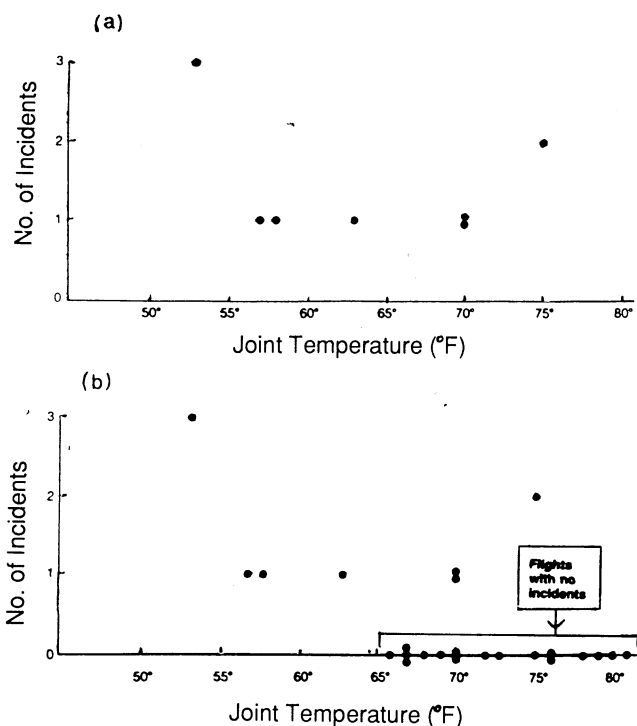 (a)
No. of Incidents
3
2
1
0
50° 55° 60° 65° 70° 75° 80°
Joint Temperature (°F)
(b)
No. of Incidents
3
2
1
0
Flights
with no
incidents
50° 55° 60° 65° 70° 75° 80°
Joint Temperature (°F)